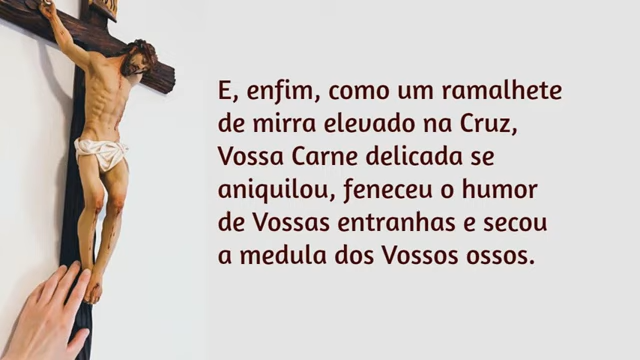 E, enfim, como um ramalhete
de mirra elevado na Cruz,
Vossa Carne delicada se
aniquilou, feneceu o humor
de Vossas entranhas e secou
a medula dos Vossos ossos.